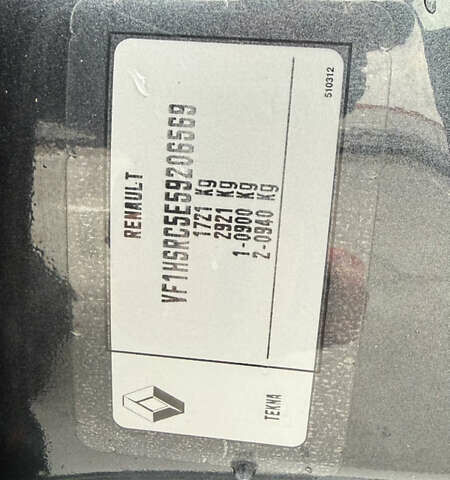 RENAULT
VF1HSRC5E59206569
1721 Kg
2921 Kg
1-0900 Kg
2-0940 Kg
510312
TEKNA